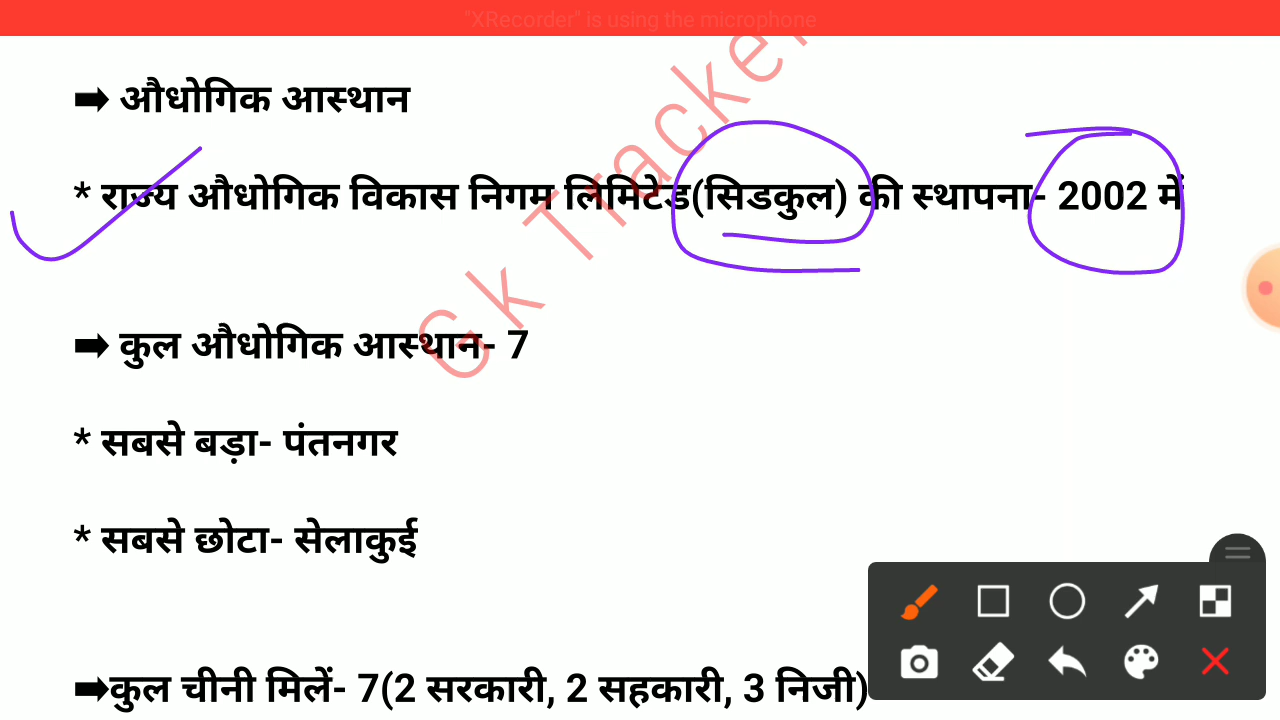 "XRecorder" is using the microphone
➡ औधोगिक आस्थान
* राज्य औधोगिक विकास निगम लिमिटेड(सिडकुल) की स्थापना- 2002 में
Gk Tracker
➡ कुल औधोगिक आस्थान- 7
* सबसे बड़ा- पंतनगर
* सबसे छोटा- सेलाकुई
➡कुल चीनी मिलें- 7(2 सरकारी, 2 सहकारी, 3 निजी)